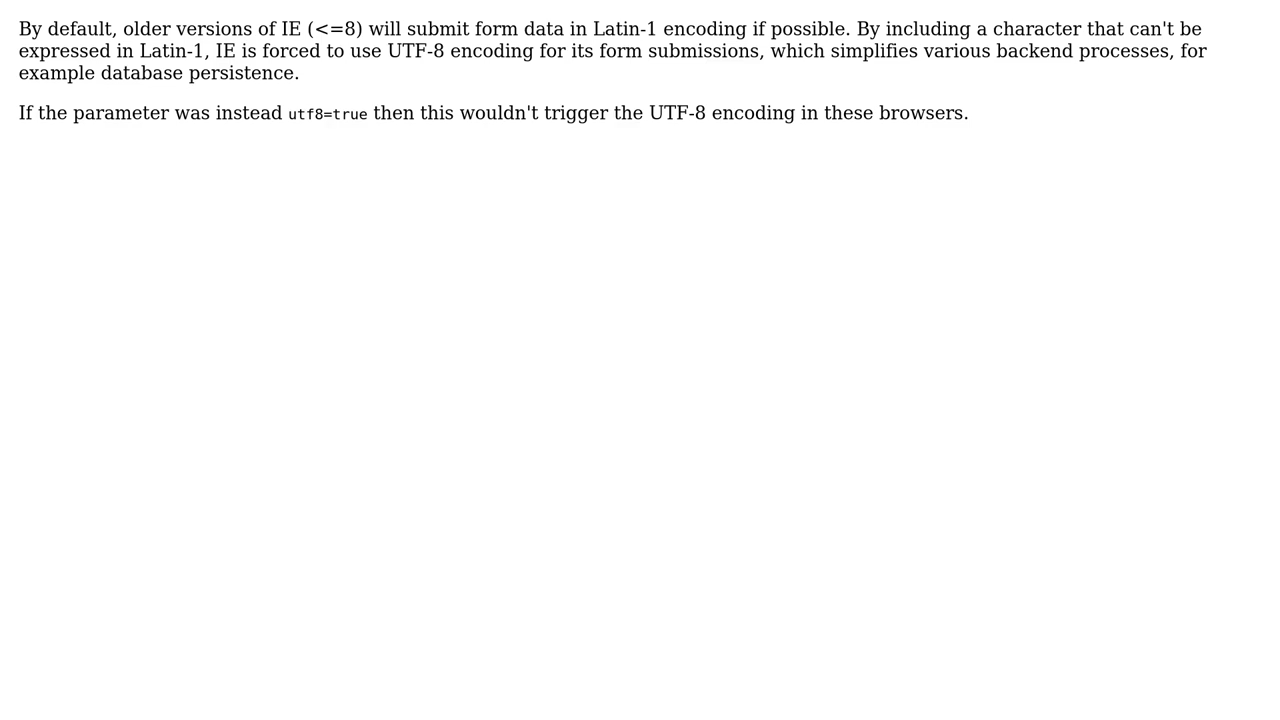 By default, older versions of IE (<=8) will submit form data in Latin-1 encoding if possible. By including a character that can't be
expressed in Latin-1, IE is forced to use UTF-8 encoding for its form submissions, which simplifies various backend processes, for
example database persistence.
If the parameter was instead utf8=true then this wouldn't trigger the UTF-8 encoding in these browsers.